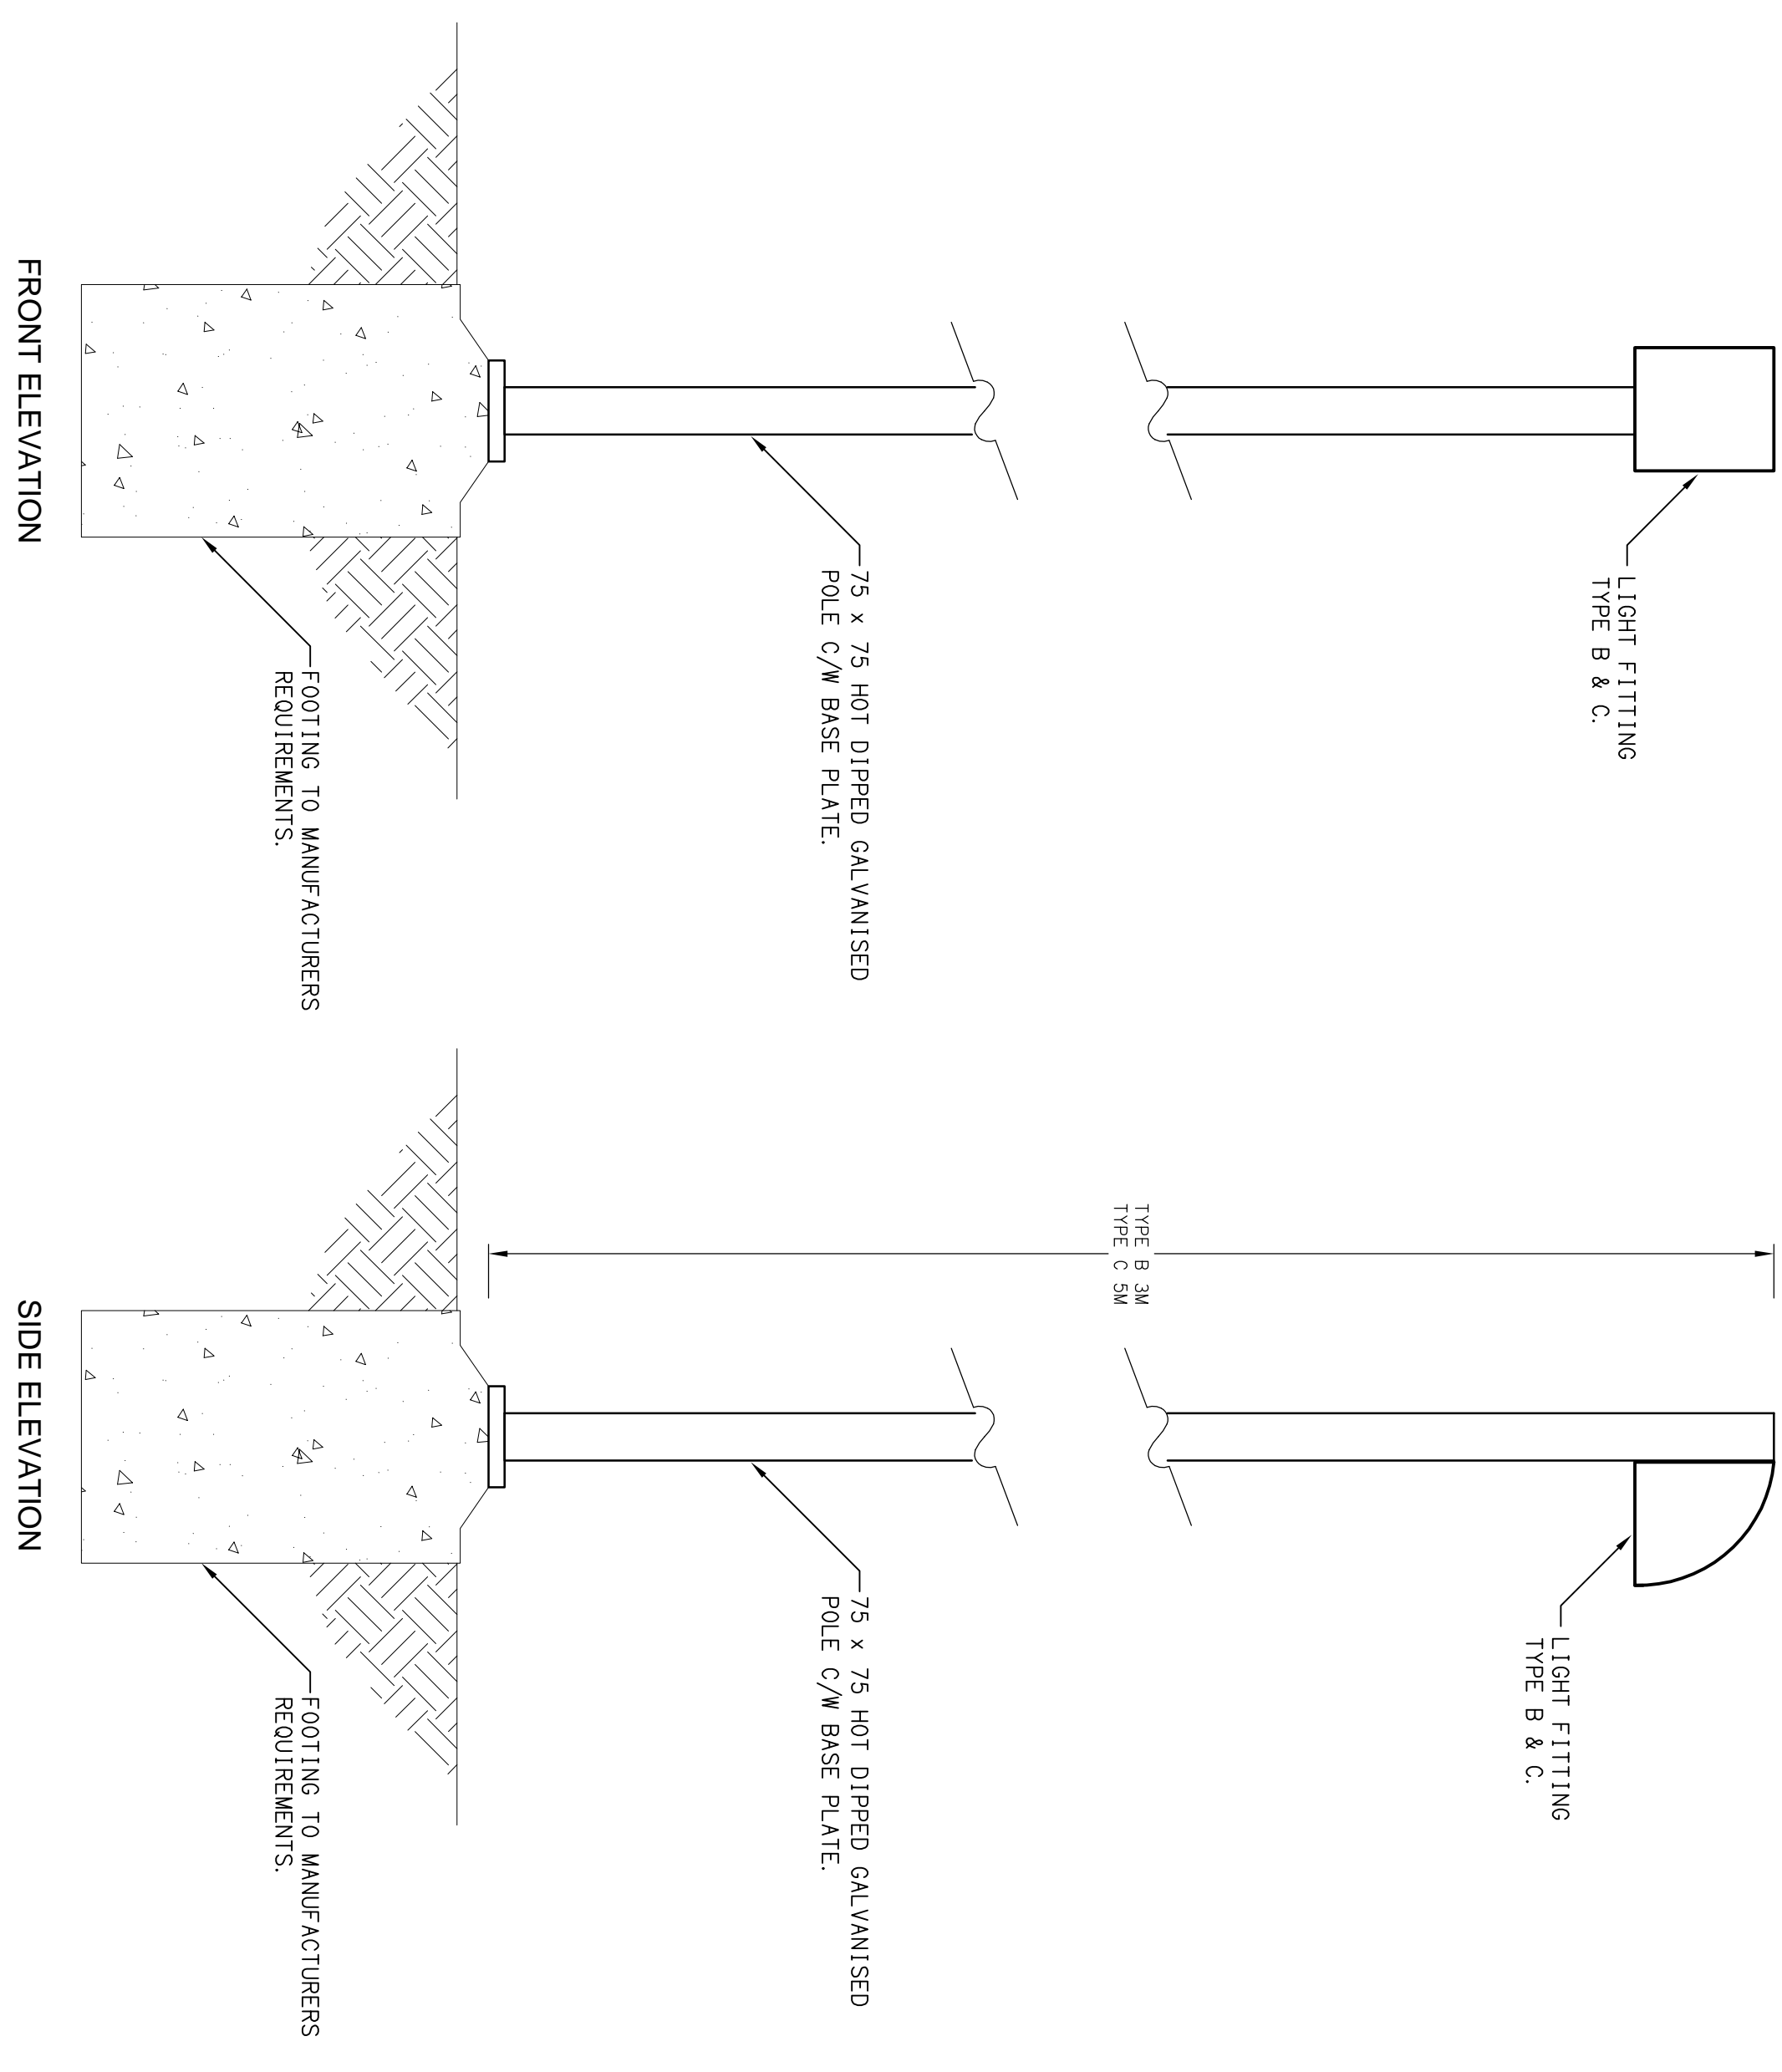 LIGHT FITTING
TYPE B & C.
75 x 75 HOT DIPPED GALVANISED
POLE C/W BASE PLATE.
FOOTING TO MANUFACTURERS
REQUIREMENTS.
FRONT ELEVATION
LIGHT FITTING
TYPE B & C.
TYPE B 3M
TYPE C 5M
75 x 75 HOT DIPPED GALVANISED
POLE C/W BASE PLATE.
FOOTING TO MANUFACTURERS
REQUIREMENTS.
SIDE ELEVATION